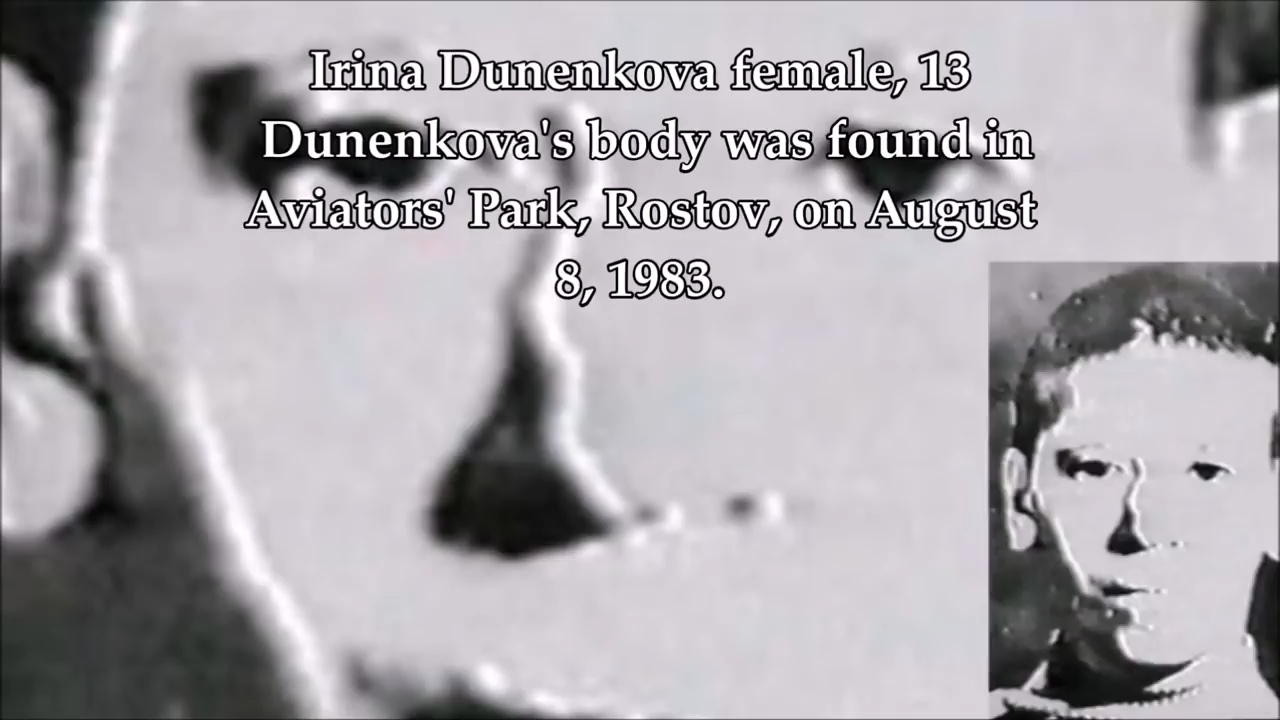 Irina Dunenkova female, 13
Dunenkova's body was found in
Aviators' Park, Rostov, on August
8, 1983.